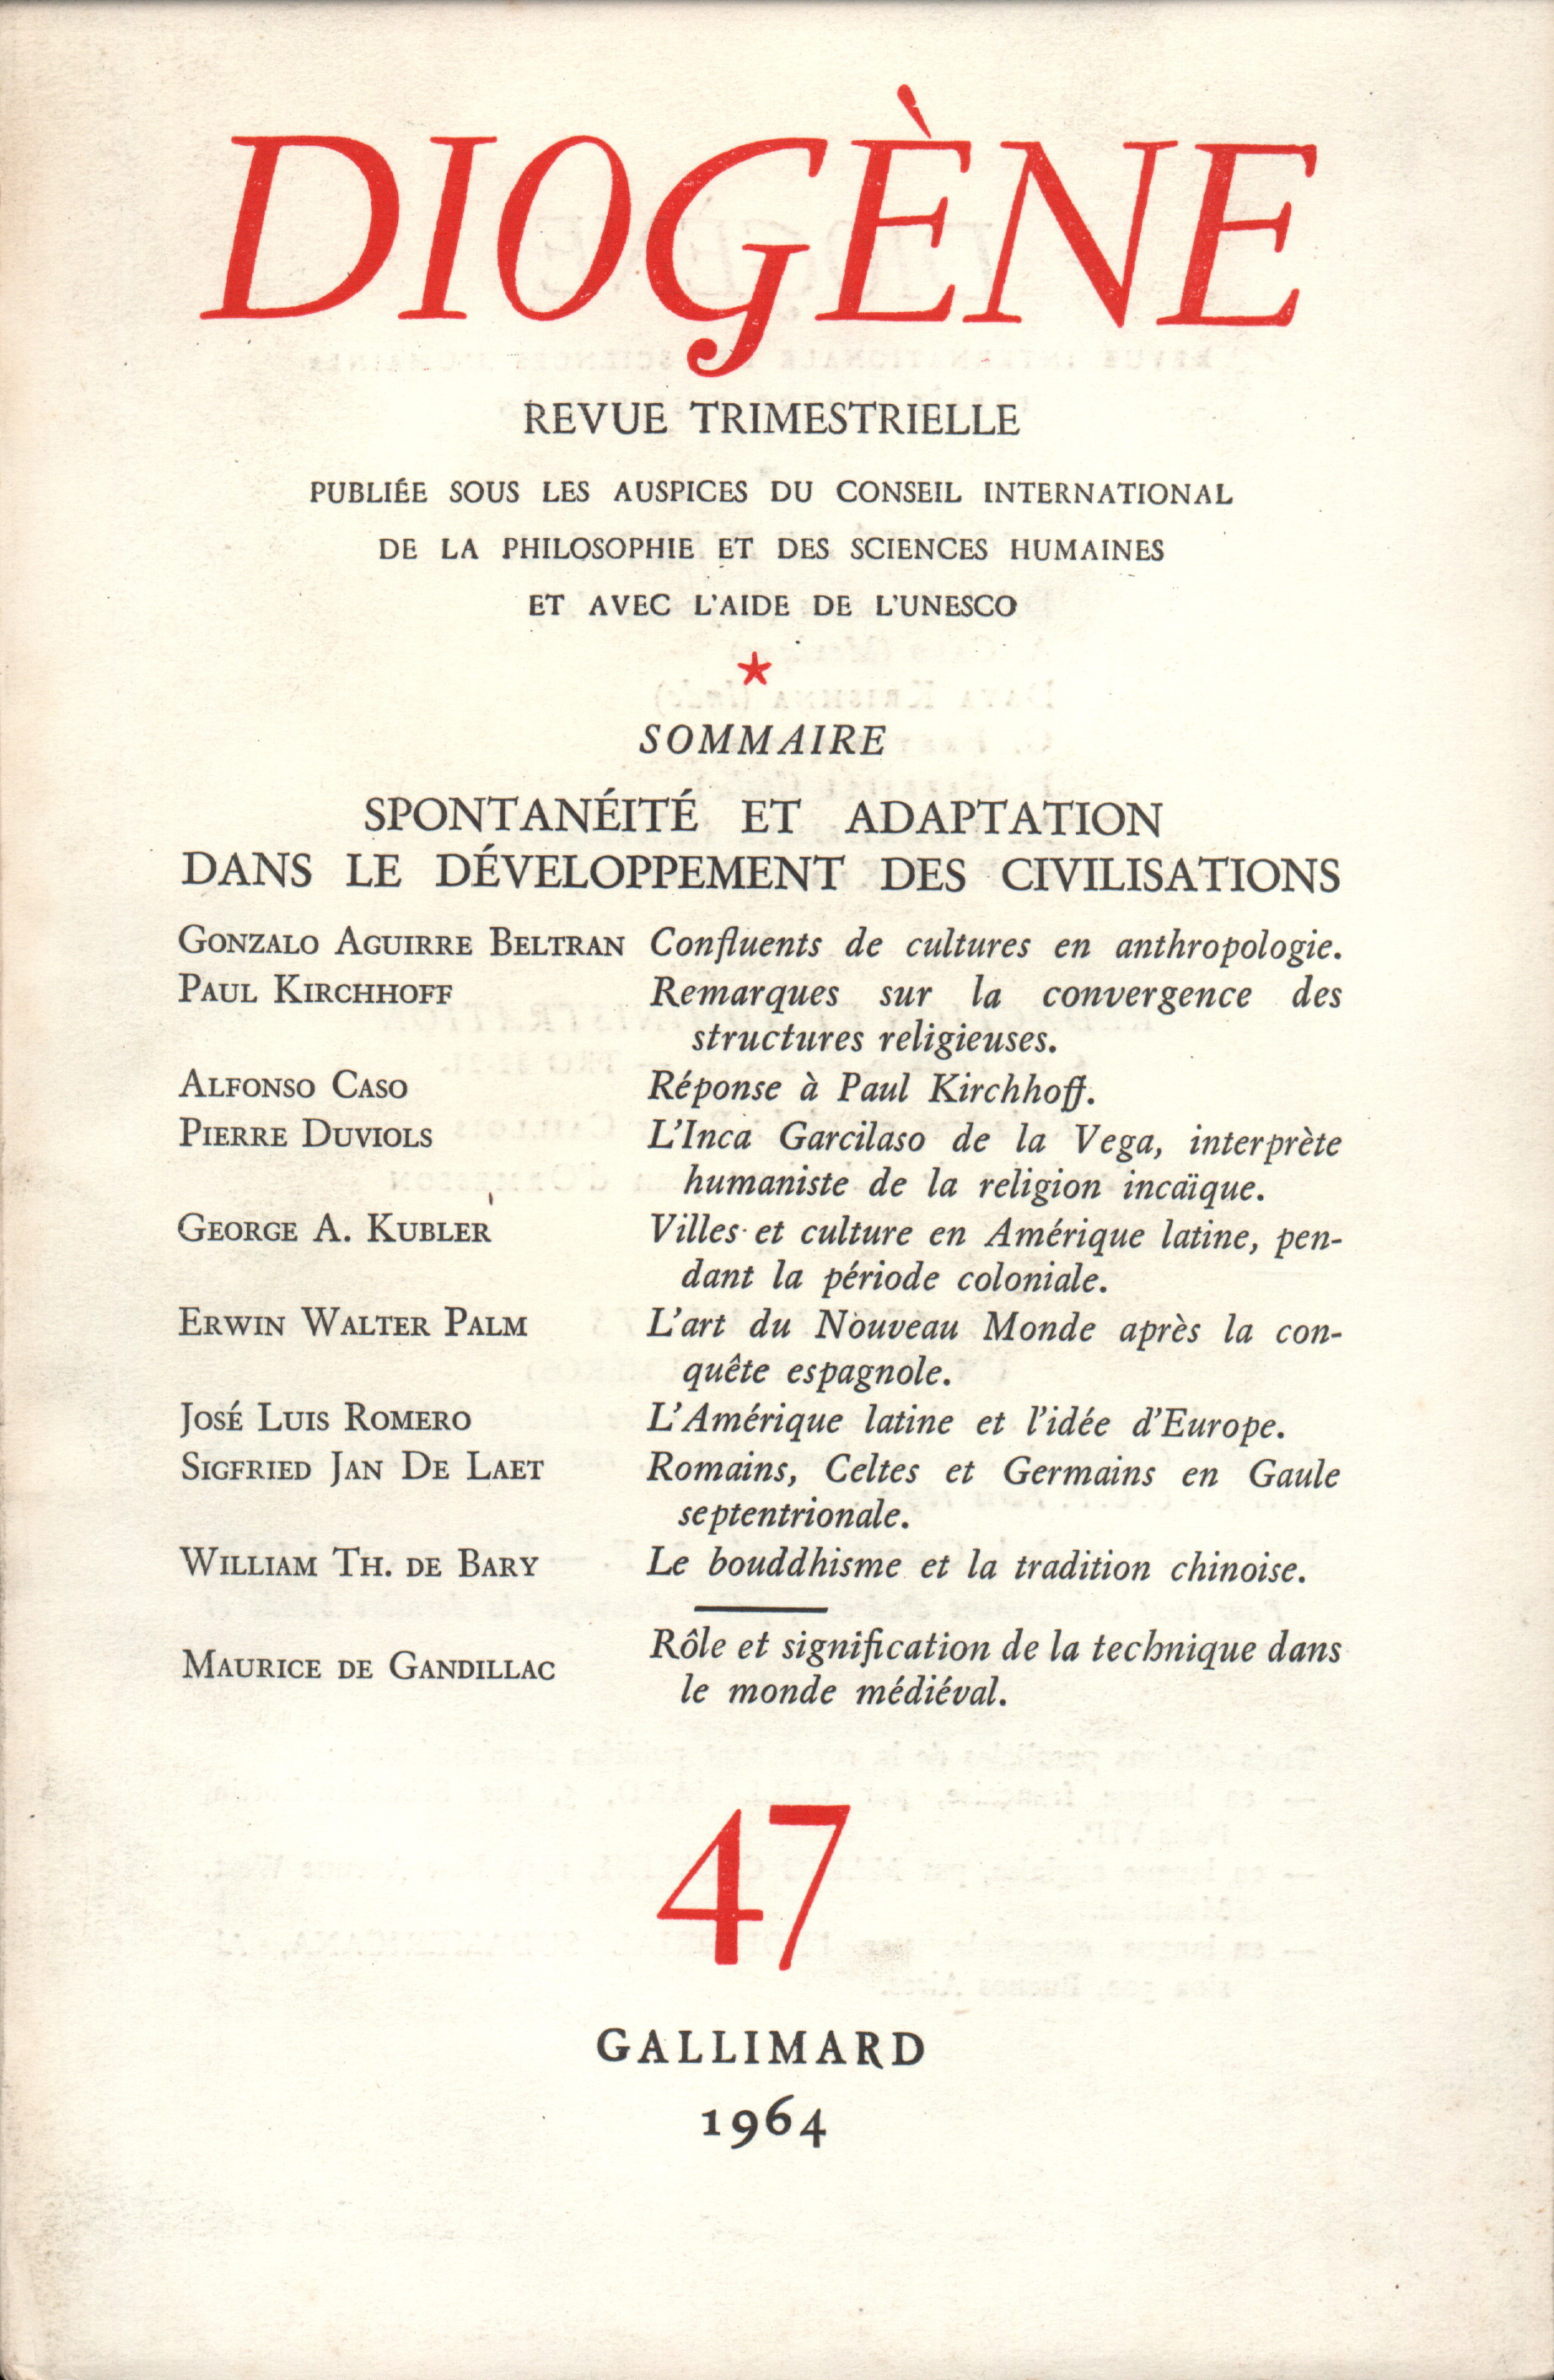 DIOGÈNE
REVUE TRIMESTRIELLE
PUBLIÉE SOUS LES AUSPICES DU CONSEIL INTERNATIONAL
DE LA PHILOSOPHIE ET DES SCIENCES HUMAINES
ET AVEC L'AIDE DE L'UNESCO
SOMMAIRE
SPONTANÉITÉ ET ADAPTATION
DANS LE DÉVELOPPEMENT DES CIVILISATIONS
GONZALO AGUIRRE BELTRAN Confluents de cultures en anthropologie.
PAUL KIRCHHOFF Remarques sur la convergence des
structures religieuses.
ALFONSO CASO Réponse à Paul Kirchhoff.
PIERRE DUVIOLS L'Inca Garcilaso de la Vega, interprète
humaniste de la religion incaïque.
GEORGE A. KUBLER Villes et culture en Amérique latine, pen-
dant la période coloniale.
ERWIN WALTER PALM L'art du Nouveau Monde après la con-
quête espagnole.
JOSÉ LUIS ROMERO L'Amérique latine et l'idée d'Europe.
SIGFRIED JAN DE LAET Romains, Celtes et Germains en Gaule
septentrionale.
WILLIAM TH. DE BARY Le bouddhisme et la tradition chinoise.
MAURICE DE GANDILLAC Rôle et signification de la technique dans
le monde médiéval.
47
GALLIMARD
1964